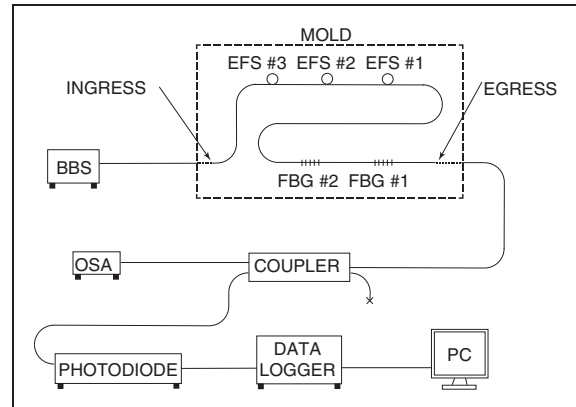 MOLD
EFS #3 EFS #2 EFS #1
INGRESS
EGRESS
BBS
FBG #2 FBG #1
OSA
COUPLER
PHOTODIODE
DATA
LOGGER
PC